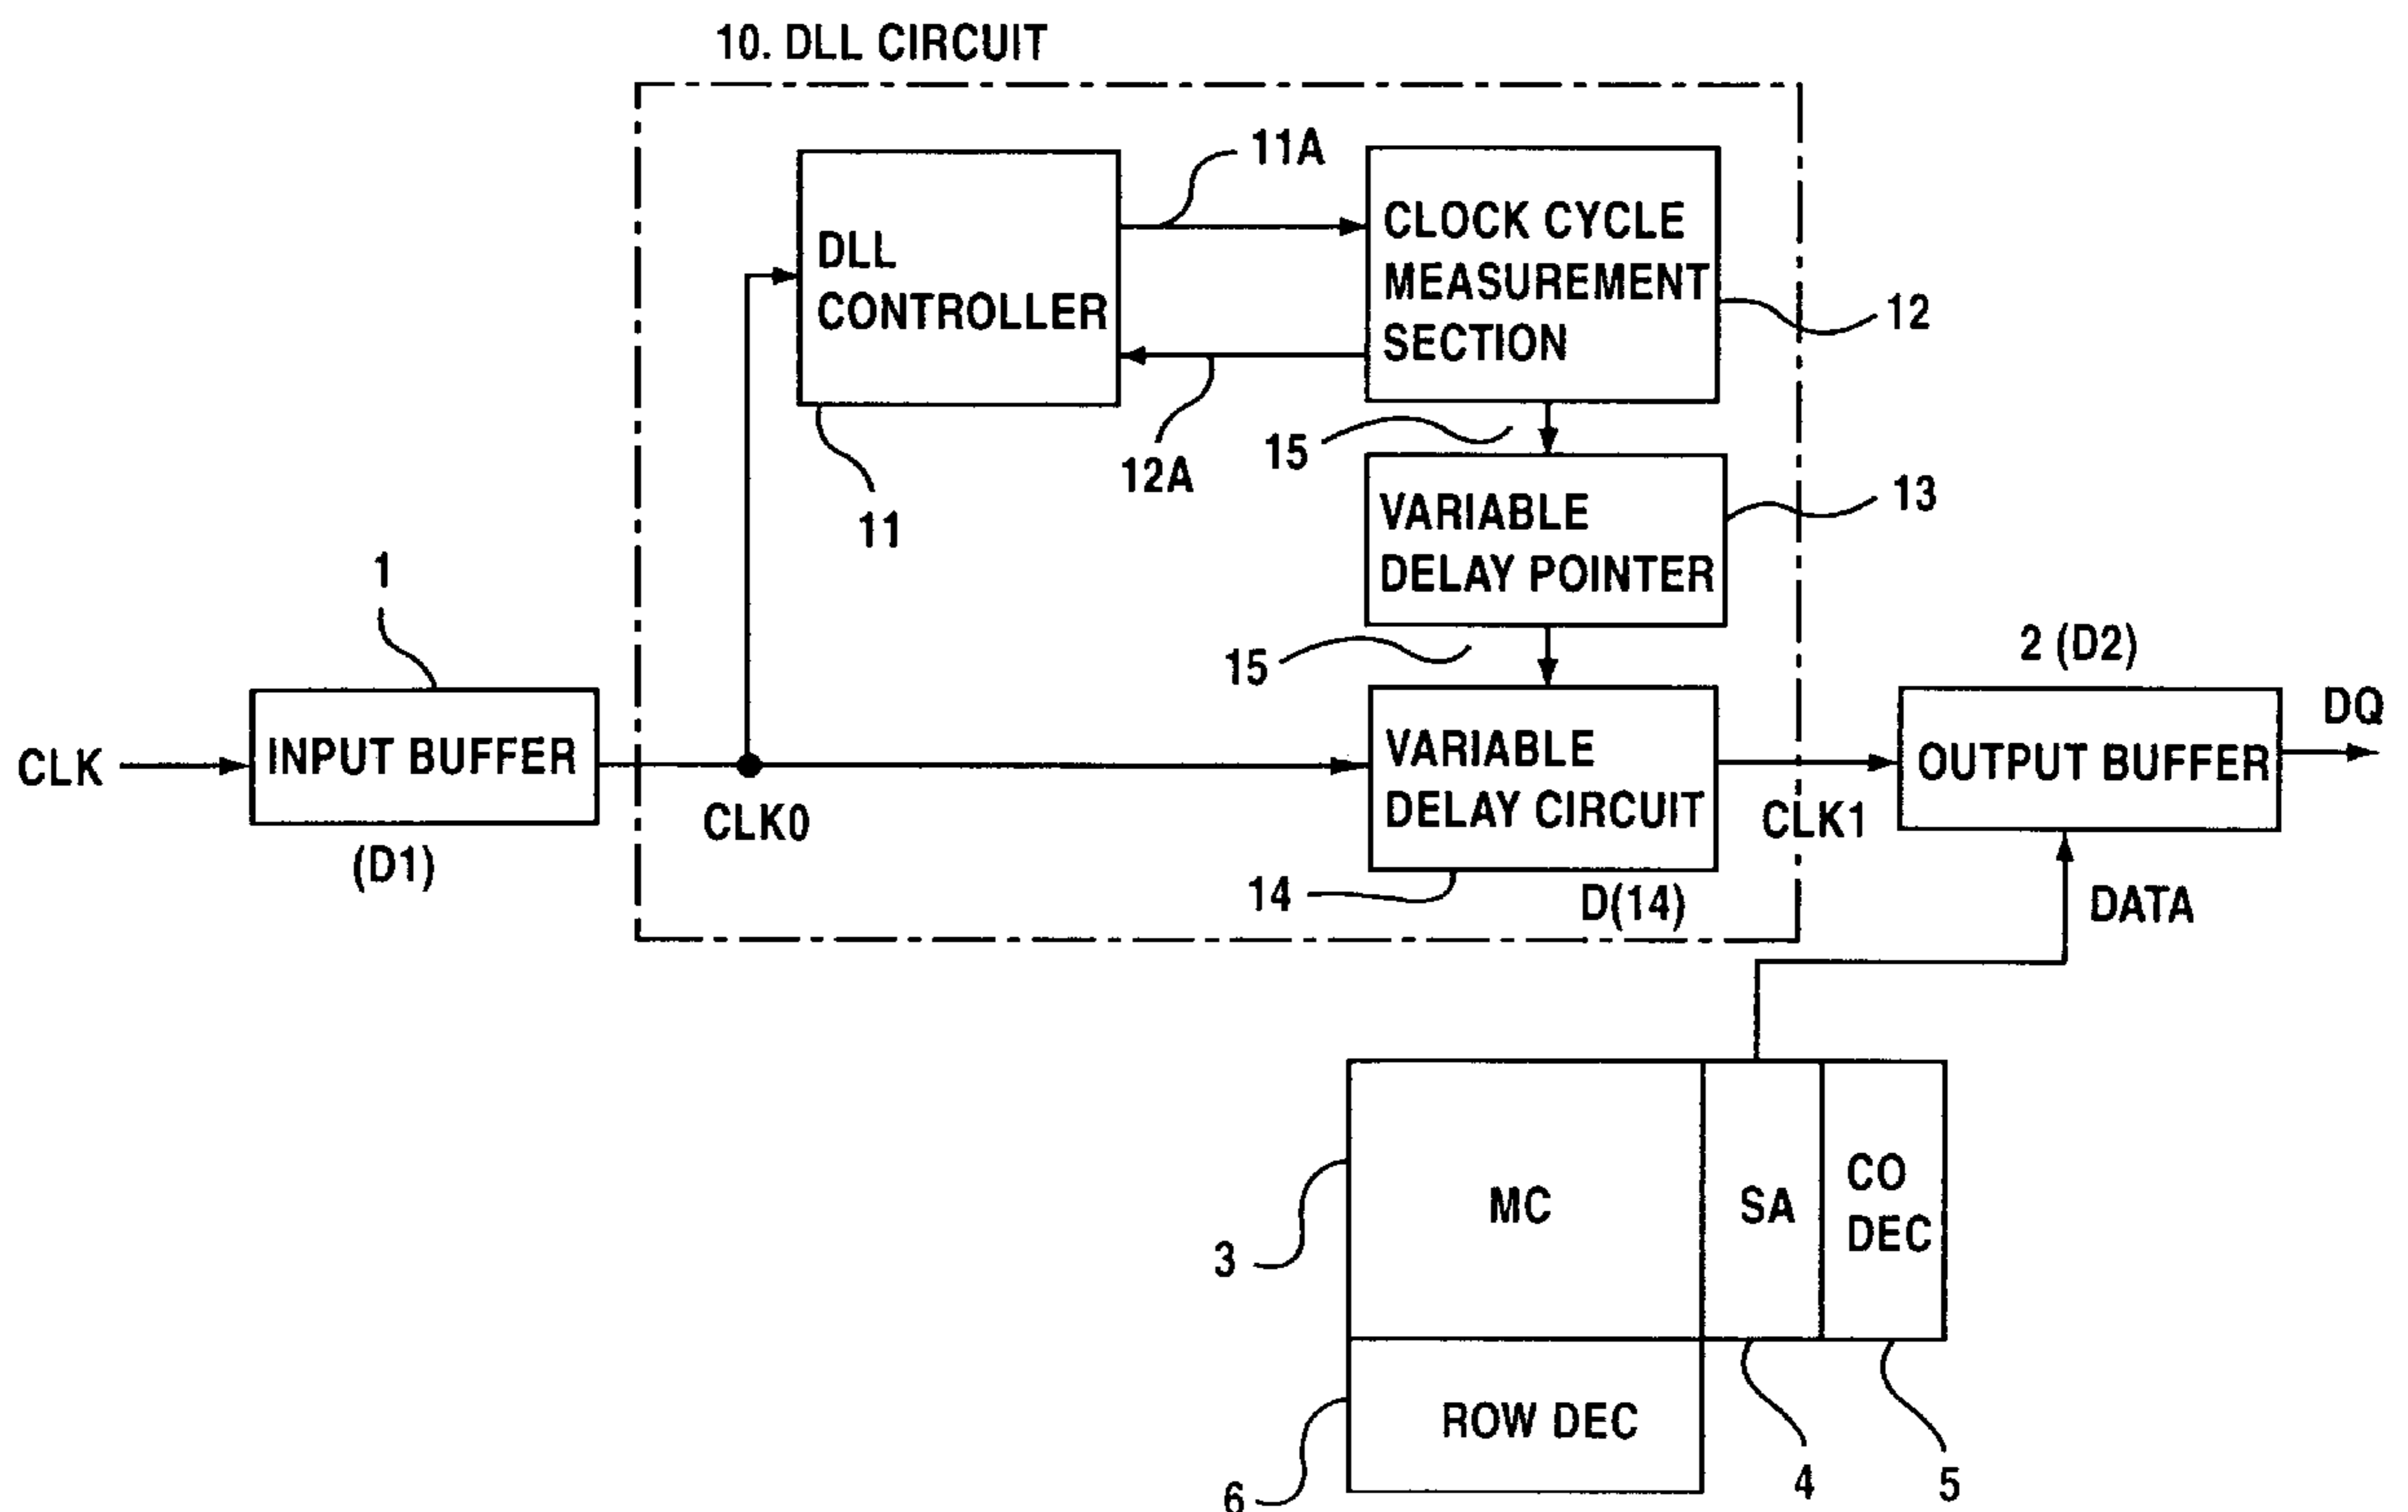 10. DLL CIRCUIT
11A
DLL
CONTROLLER
CLOCK CYCLE
MEASUREMENT
SECTION
12
15
12A
11
VARIABLE
DELAY POINTER
13
1
15
2 (D2)
CLK
INPUT BUFFER
(D1)
CLK0
VARIABLE
DELAY CIRCUIT
CLK1
OUTPUT BUFFER
DQ
14
D(14)
DATA
MC
SA
CO
DEC
3
ROW DEC
6
4
5